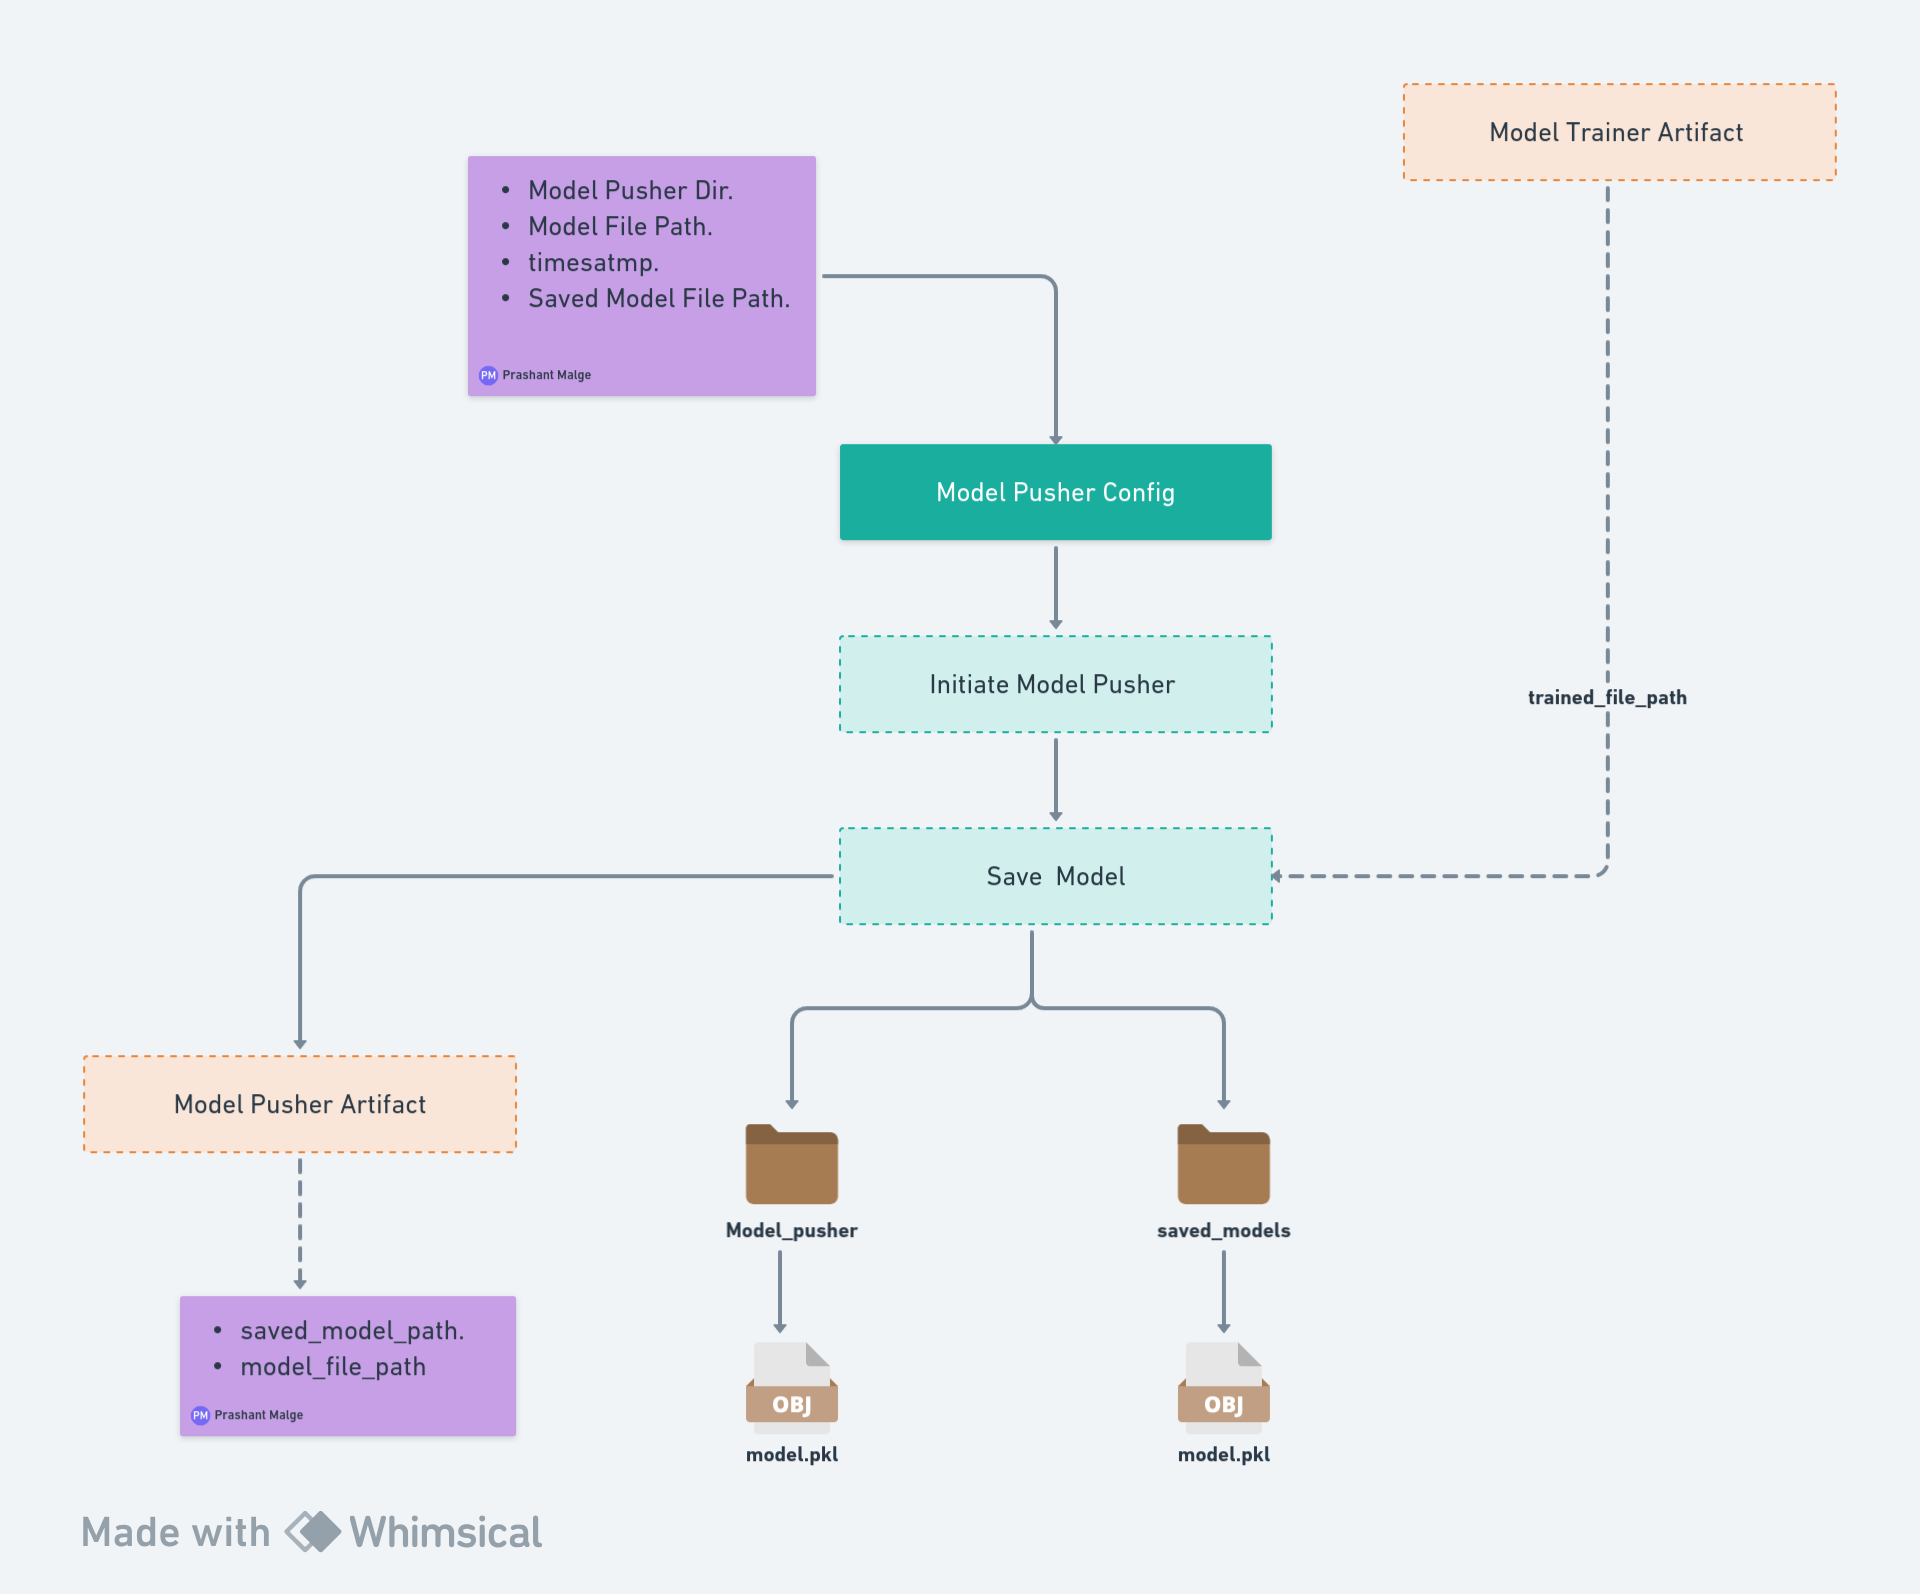 Model Trainer Artifact
• Model Pusher Dir.
• Model File Path.
• timesatmp.
• Saved Model File Path.
PM Prashant Malge
Model Pusher Config
Initiate Model Pusher
trained_file_path
Save Model
Model Pusher Artifact
Model_pusher
saved_models
• saved_model_path.
• model_file_path
PM Prashant Malge
OBJ
OBJ
model.pkl
model.pkl
Made with Whimsical